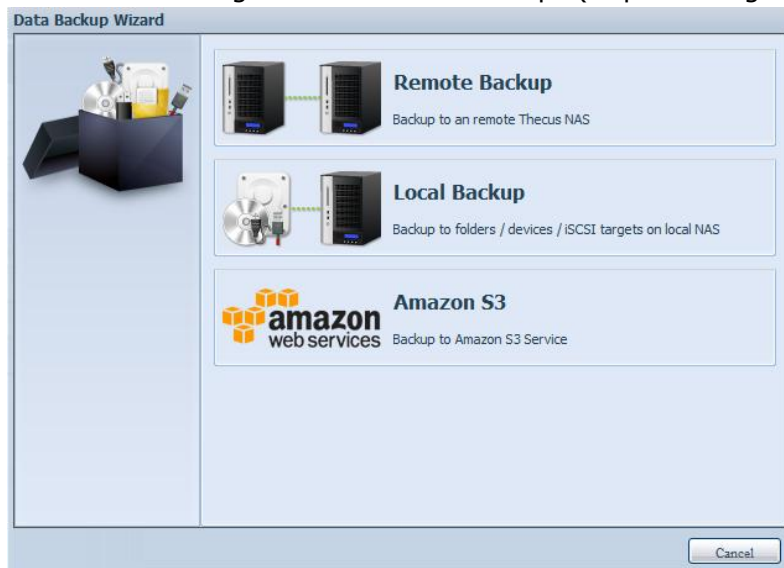 Data Backup Wizard
Remote Backup
Backup to an remote Thecus NAS
Local Backup
Backup to folders / devices / iSCSI targets on local NAS
amazon
web services
Amazon S3
Backup to Amazon S3 Service
Cancel